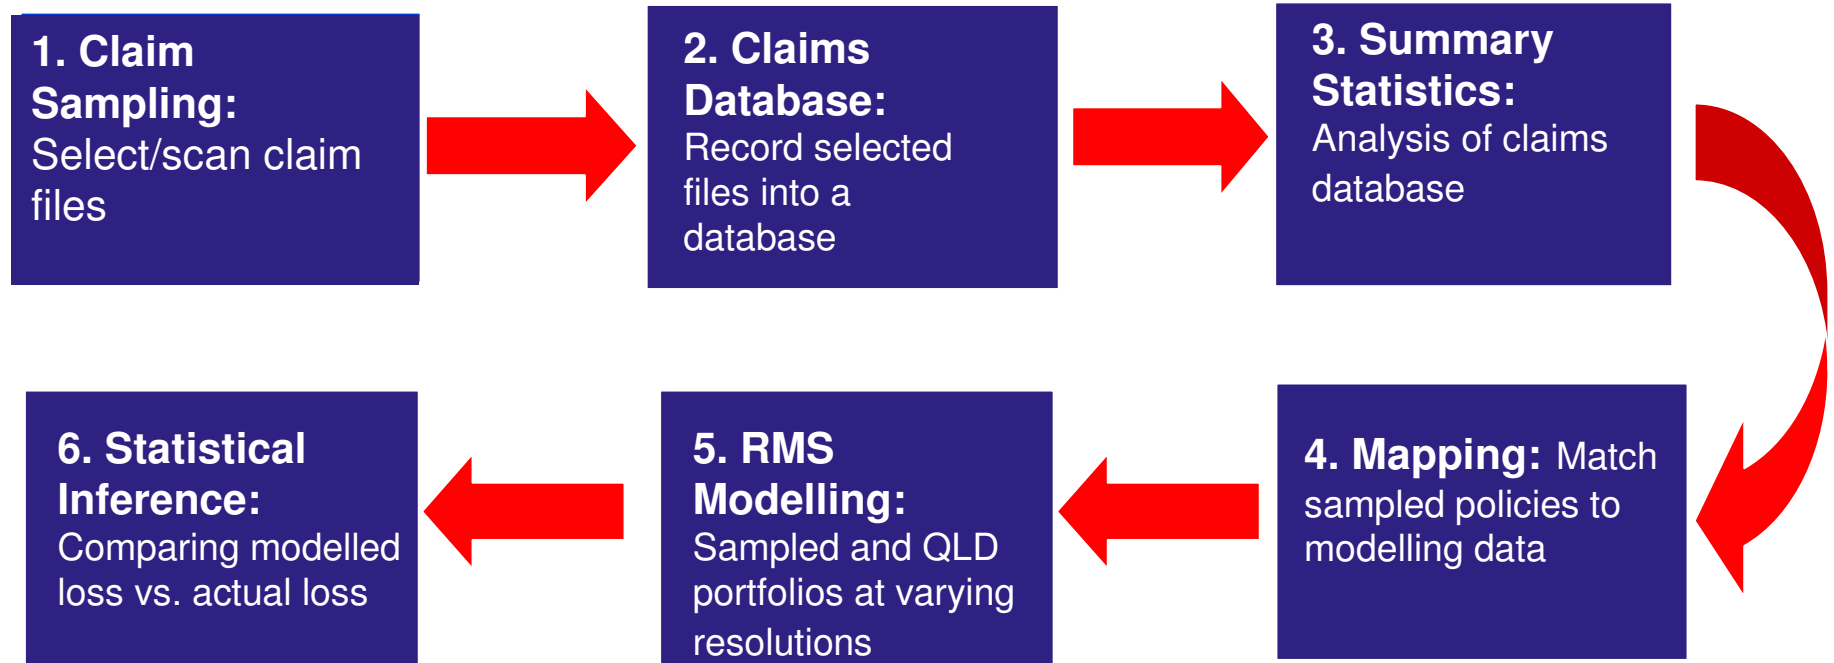 1. Claim
Sampling:
Select/scan claim
files
2. Claims
Database:
Record selected
files into a
database
3. Summary
Statistics:
Analysis of claims
database
4. Mapping: Match
sampled policies to
modelling data
5. RMS
Modelling:
Sampled and QLD
portfolios at varying
resolutions
6. Statistical
Inference:
Comparing modelled
loss vs. actual loss